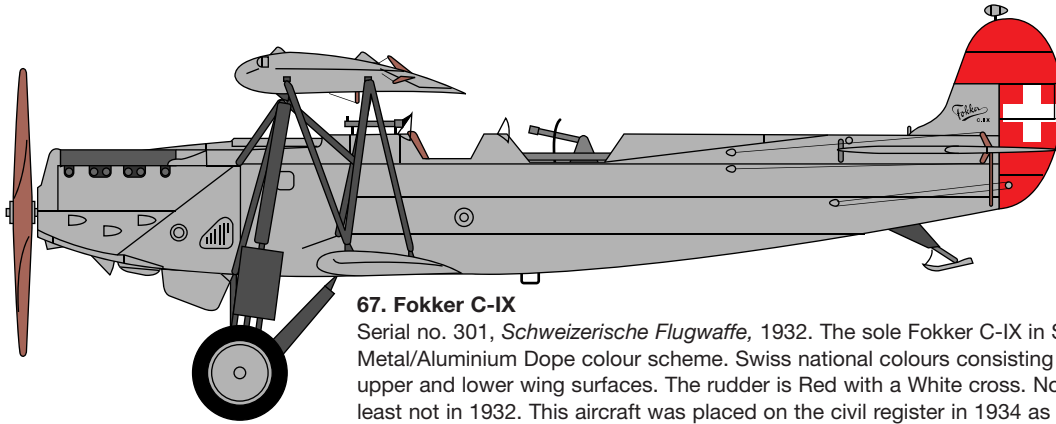 Fokker
C.IX
67. Fokker C-IX
Serial no. 301, Schweizerische Flugwaffe, 1932. The sole Fokker C-IX in
Metal/Aluminium Dope colour scheme. Swiss national colours consisting
upper and lower wing surfaces. The rudder is Red with a White cross.
least not in 1932. This aircraft was placed on the civil register in 1934 as